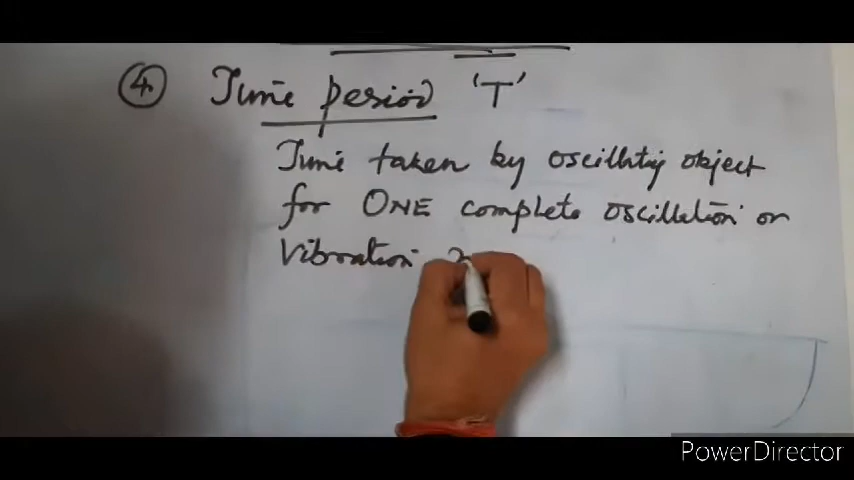 ④ Time period 'T'
Time taken by oscillating object
for ONE complete oscillation or
Vibration
PowerDirector